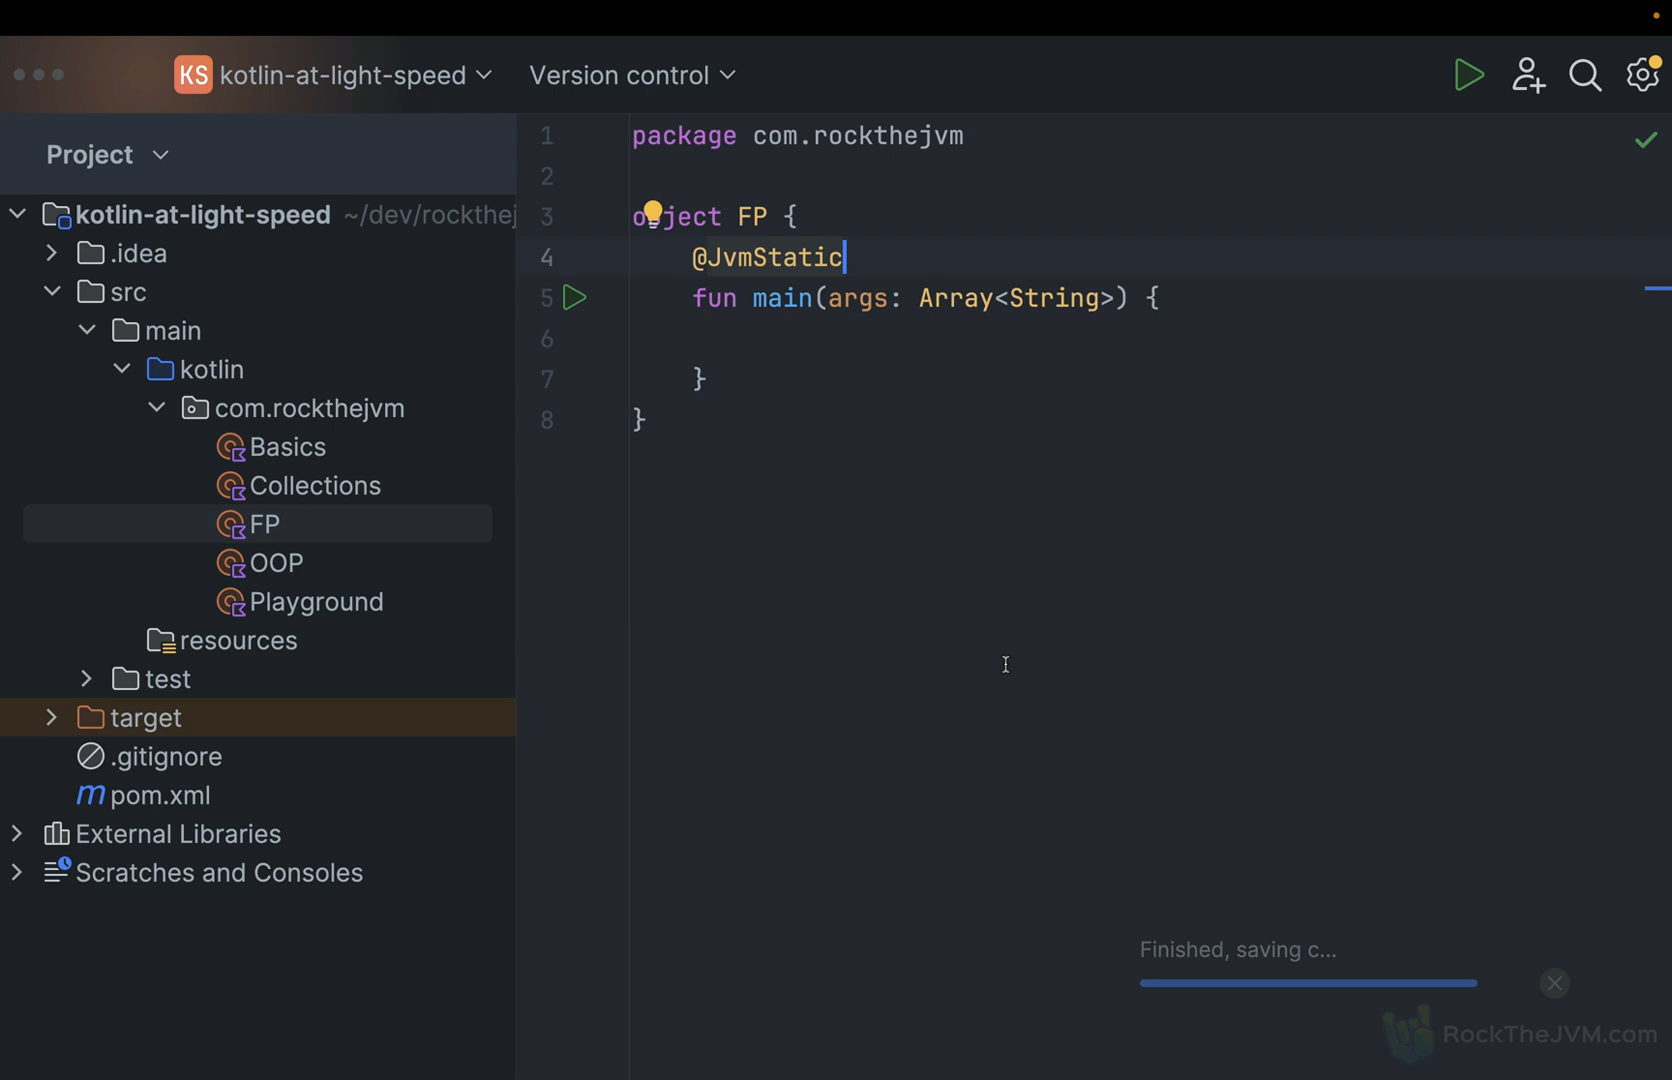 KS kotlin-at-light-speed Version control
Project
kotlin-at-light-speed ~/dev/rockthej
.idea
src
main
kotlin
com.rockthejvm
Basics
Collections
FP
OOP
Playground
resources
test
target
.gitignore
m pom.xml
External Libraries
Scratches and Consoles
1 package com.rockthejvm
2
3 object FP {
4 @JvmStatic
5 fun main(args: Array<String>) {
6
7 }
8 }
Finished, saving c...
RockTheJVM.com